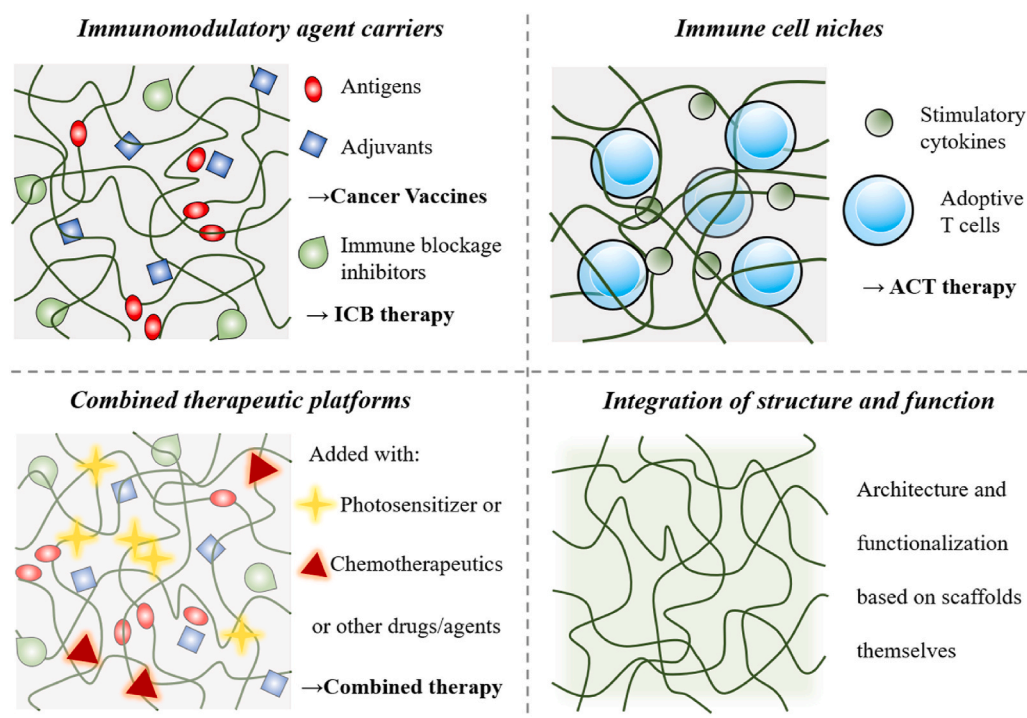 Immunomodulatory agent carriers
Antigens
Adjuvants
→Cancer Vaccines
Immune blockage
inhibitors
→ ICB therapy
Immune cell niches
Stimulatory
cytokines
Adoptive
T cells
→ ACT therapy
Combined therapeutic platforms
Added with:
Photosensitizer or
Chemotherapeutics
or other drugs/agents
→Combined therapy
Integration of structure and function
Architecture and
functionalization
based on scaffolds
themselves